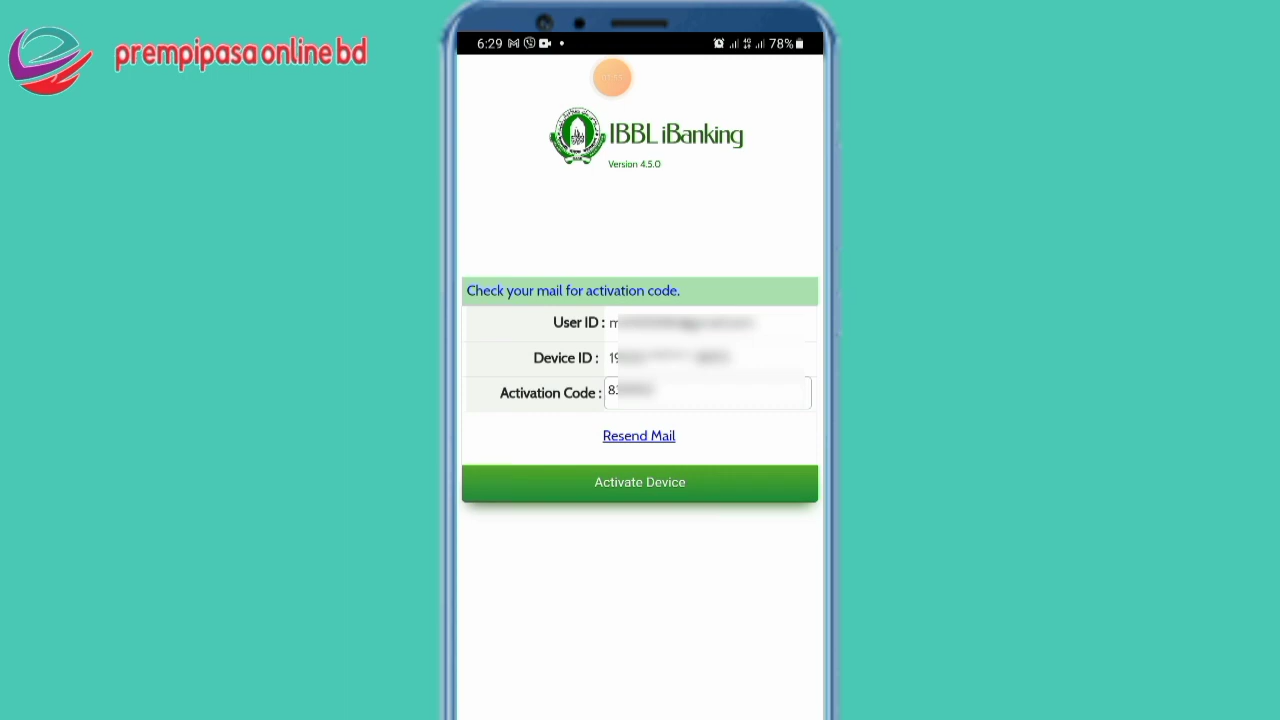 prempipasa online bd
6:29 4G 78%
IBBL iBanking
Version 4.5.0
Check your mail for activation code.
User ID :
Device ID :
Activation Code :
Resend Mail
Activate Device